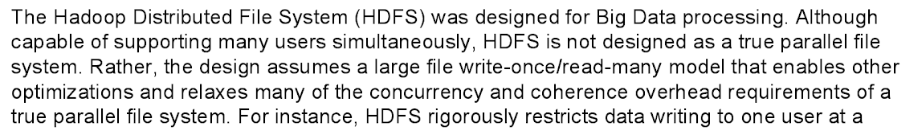 The Hadoop Distributed File System (HDFS) was designed for Big Data processing. Although
capable of supporting many users simultaneously, HDFS is not designed as a true parallel file
system. Rather, the design assumes a large file write-once/read-many model that enables other
optimizations and relaxes many of the concurrency and coherence overhead requirements of a
true parallel file system. For instance, HDFS rigorously restricts data writing to one user at a